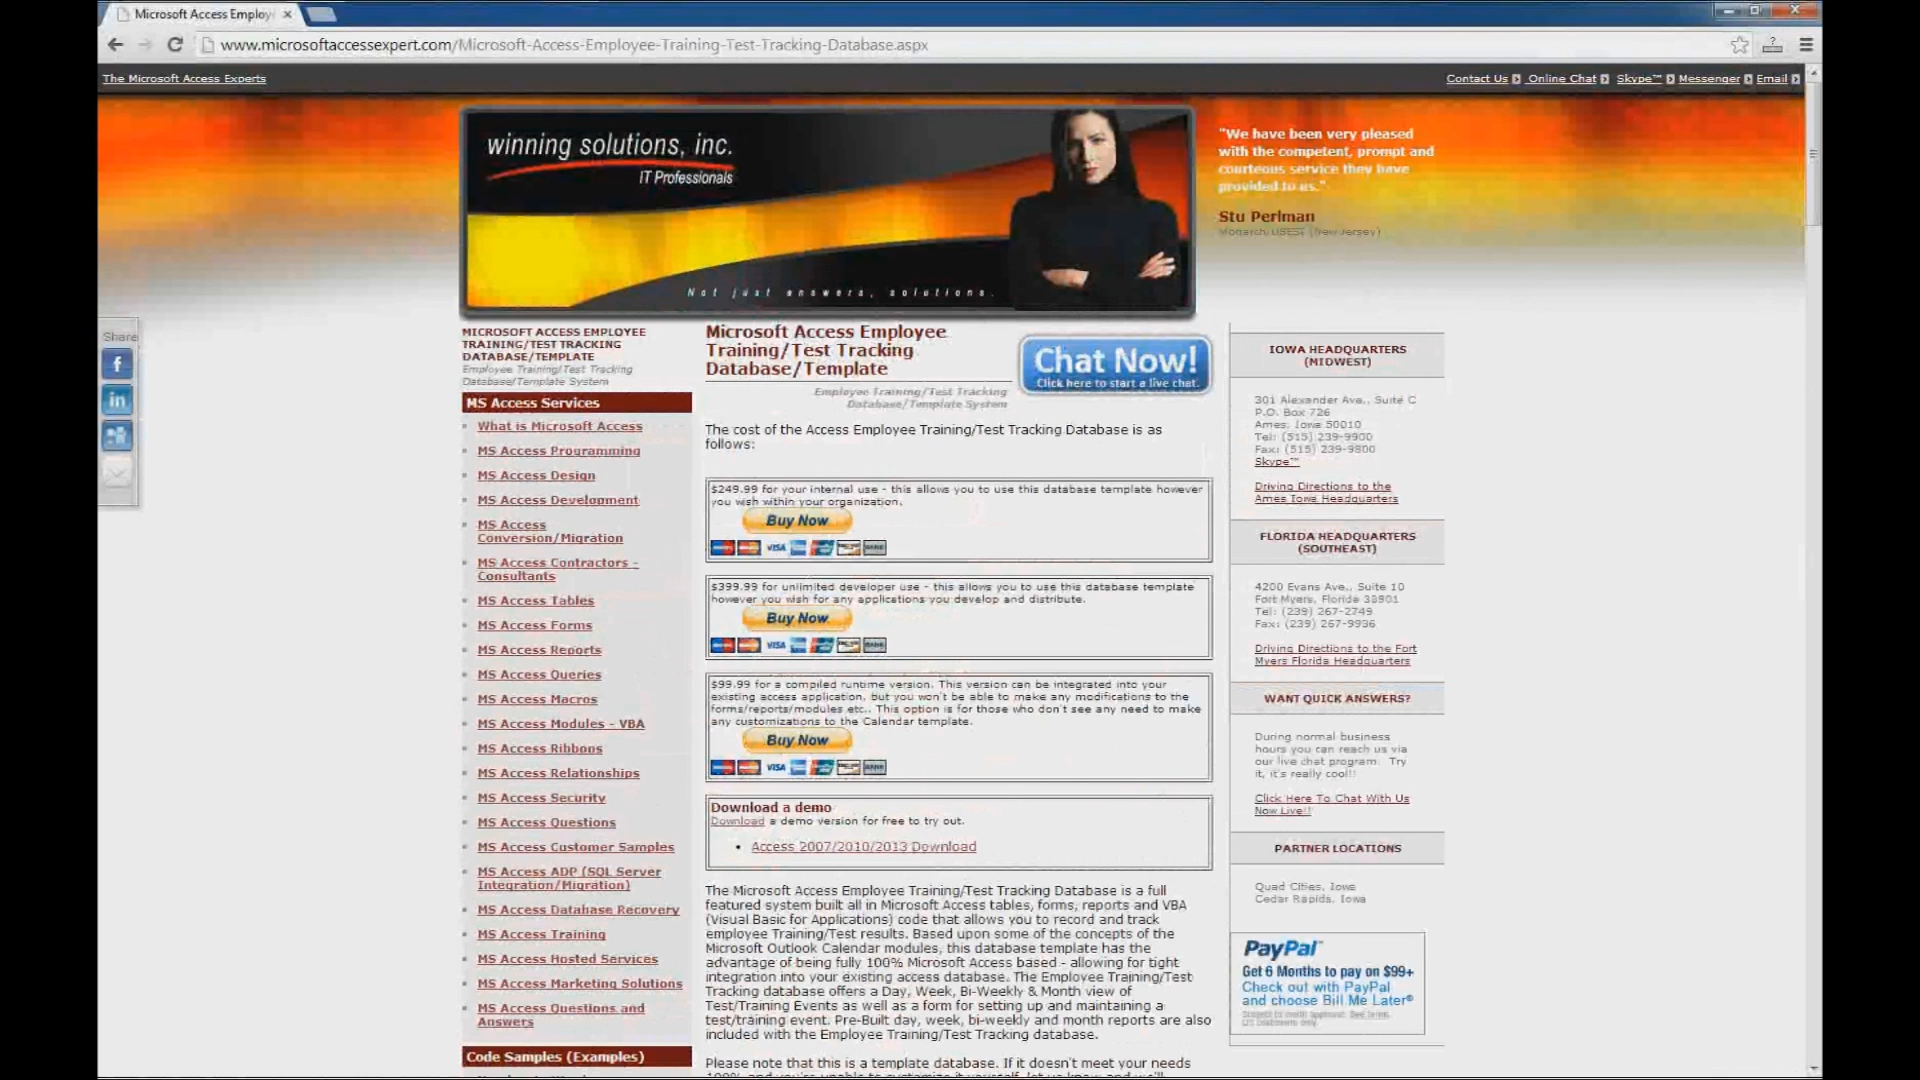 Microsoft Access Employ
www.microsoftaccessexpert.com/Microsoft-Access-Employee-Training-Test-Tracking-Database.aspx
The Microsoft Access Experts
Contact Us Online Chat Skype™ Messenger Email
winning solutions, inc.
IT Professionals
Not just answers, solutions.
"We have been very pleased
with the competent, prompt and
courteous service they have
provided to us."
Stu Perlman
(New Jersey)
Share
MICROSOFT ACCESS EMPLOYEE
TRAINING/TEST TRACKING
DATABASE/TEMPLATE
Employee Training/Test Tracking
Database/Template System
MS Access Services
What is Microsoft Access
MS Access Programming
MS Access Design
MS Access Development
MS Access
Conversion/Migration
MS Access Contractors -
Consultants
MS Access Tables
MS Access Forms
MS Access Reports
MS Access Queries
MS Access Macros
MS Access Modules - VBA
MS Access Ribbons
MS Access Relationships
MS Access Security
MS Access Questions
MS Access Customer Samples
MS Access ADP (SQL Server
Integration/Migration)
MS Access Database Recovery
MS Access Training
MS Access Hosted Services
MS Access Marketing Solutions
MS Access Questions and
Answers
Code Samples (Examples)
Microsoft Access Employee
Training/Test Tracking
Database/Template
Employee Training/Test Tracking
Database/Template System
Chat Now!
Click here to start a live chat.
The cost of the Access Employee Training/Test Tracking Database is as
follows:
$249.99 for your internal use - this allows you to use this database template however
you wish within your organization.
Buy Now
VISA
$399.99 for unlimited developer use - this allows you to use this database template
however you wish for any applications you develop and distribute.
Buy Now
VISA
$99.99 for a compiled runtime version. This version can be integrated into your
existing access application, but you won't be able to make any modifications to the
forms/reports/modules etc.. This option is for those who don't see any need to make
any customizations to the Calendar template.
Buy Now
VISA
Download a demo
Download a demo version for free to try out.
• Access 2007/2010/2013 Download
The Microsoft Access Employee Training/Test Tracking Database is a full
featured system built all in Microsoft Access tables, forms, reports and VBA
(Visual Basic for Applications) code that allows you to record and track
employee Training/Test results. Based upon some of the concepts of the
Microsoft Outlook Calendar modules, this database template has the
advantage of being fully 100% Microsoft Access based - allowing for tight
integration into your existing access database. The Employee Training/Test
Tracking database offers a Day, Week, Bi-Weekly & Month view of
Test/Training Events as well as a form for setting up and maintaining a
test/training event. Pre-Built day, week, bi-weekly and month reports are also
included with the Employee Training/Test Tracking database.
Please note that this is a template database. If it doesn't meet your needs
IOWA HEADQUARTERS
(MIDWEST)
301 Alexander Ave., Suite C
P.O. Box 726
Ames, Iowa 50010
Tel: (515) 239-9900
Fax: (515) 239-9800
Skype™
Driving Directions to the
Ames Iowa Headquarters
FLORIDA HEADQUARTERS
(SOUTHEAST)
4200 Evans Ave., Suite 10
Fort Myers, Florida 33901
Tel: (239) 267-2749
Fax: (239) 267-9936
Driving Directions to the Fort
Myers Florida Headquarters
WANT QUICK ANSWERS?
During normal business
hours you can reach us via
our live chat program. Try
it, it's really cool!!
Click Here To Chat With Us
Now Live!!
PARTNER LOCATIONS
Quad Cities, Iowa
Cedar Rapids, Iowa
PayPal™
Get 6 Months to pay on $99+
Check out with PayPal
and choose Bill Me Later®
Subject to credit approval. See terms.
US customers only.